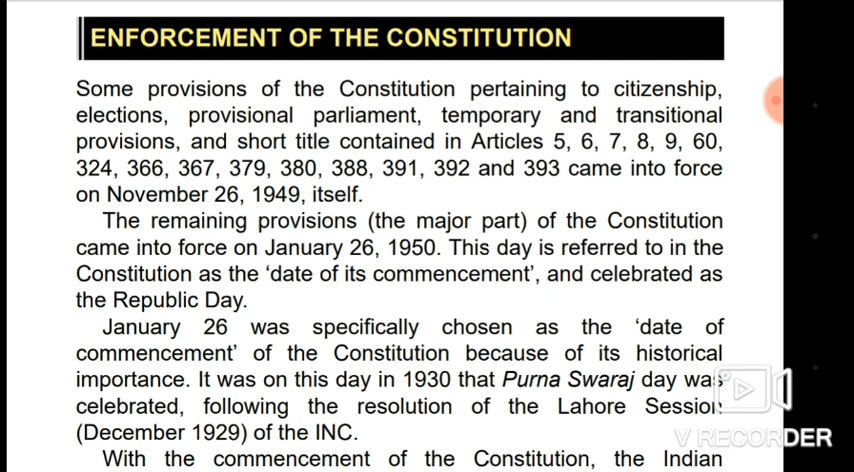 ENFORCEMENT OF THE CONSTITUTION
Some provisions of the Constitution pertaining to citizenship,
elections, provisional parliament, temporary and transitional
provisions, and short title contained in Articles 5, 6, 7, 8, 9, 60,
324, 366, 367, 379, 380, 388, 391, 392 and 393 came into force
on November 26, 1949, itself.
The remaining provisions (the major part) of the Constitution
came into force on January 26, 1950. This day is referred to in the
Constitution as the ‘date of its commencement’, and celebrated as
the Republic Day.
January 26 was specifically chosen as the ‘date of
commencement’ of the Constitution because of its historical
importance. It was on this day in 1930 that Purna Swaraj day was
celebrated, following the resolution of the Lahore Session
(December 1929) of the INC.
With the commencement of the Constitution, the Indian
V RECORDER